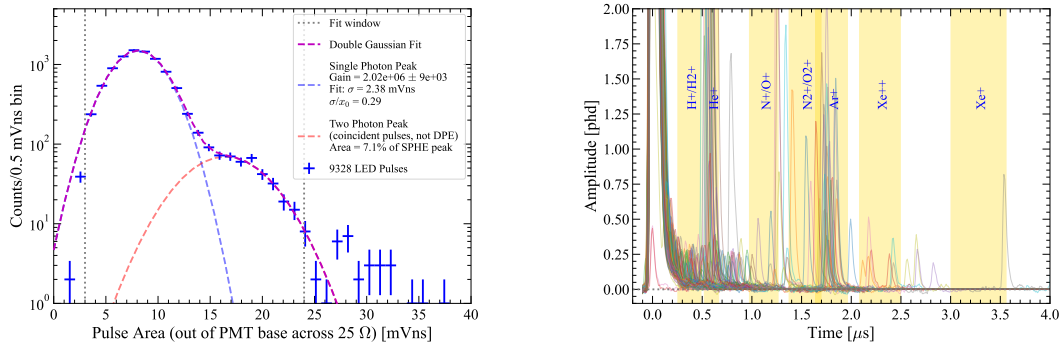 Counts/0.5 mVns bin
10³
10²
10¹
10⁰
0
10
20
30
40
Pulse Area (out of PMT base across 25 Ω) [mVns]
Fit window
Double Gaussian Fit
Single Photon Peak
Gain = 2.02e+06 ± 9e+03
Fit: σ = 2.38 mVns
σ/x₀ = 0.29
Two Photon Peak
(coincident pulses, not DPE)
Area = 7.1% of SPHE peak
9328 LED Pulses
Amplitude [phd]
2.00
1.75
1.50
1.25
1.00
0.75
0.50
0.25
0.00
H+/H2+
He+
N+/O+
N2+/O2+
Ar+
Xe++
Xe+
0.0
0.5
1.0
1.5
2.0
2.5
3.0
3.5
4.0
Time [μs]